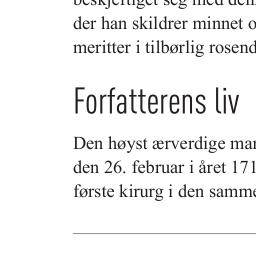 beskjeftiget seg med den
der han skildrer minnet o
meritter i tilbørlig rosend
Forfatterens liv
Den høyst ærverdige man
den 26. februar i året 171
første kirurg i den samme